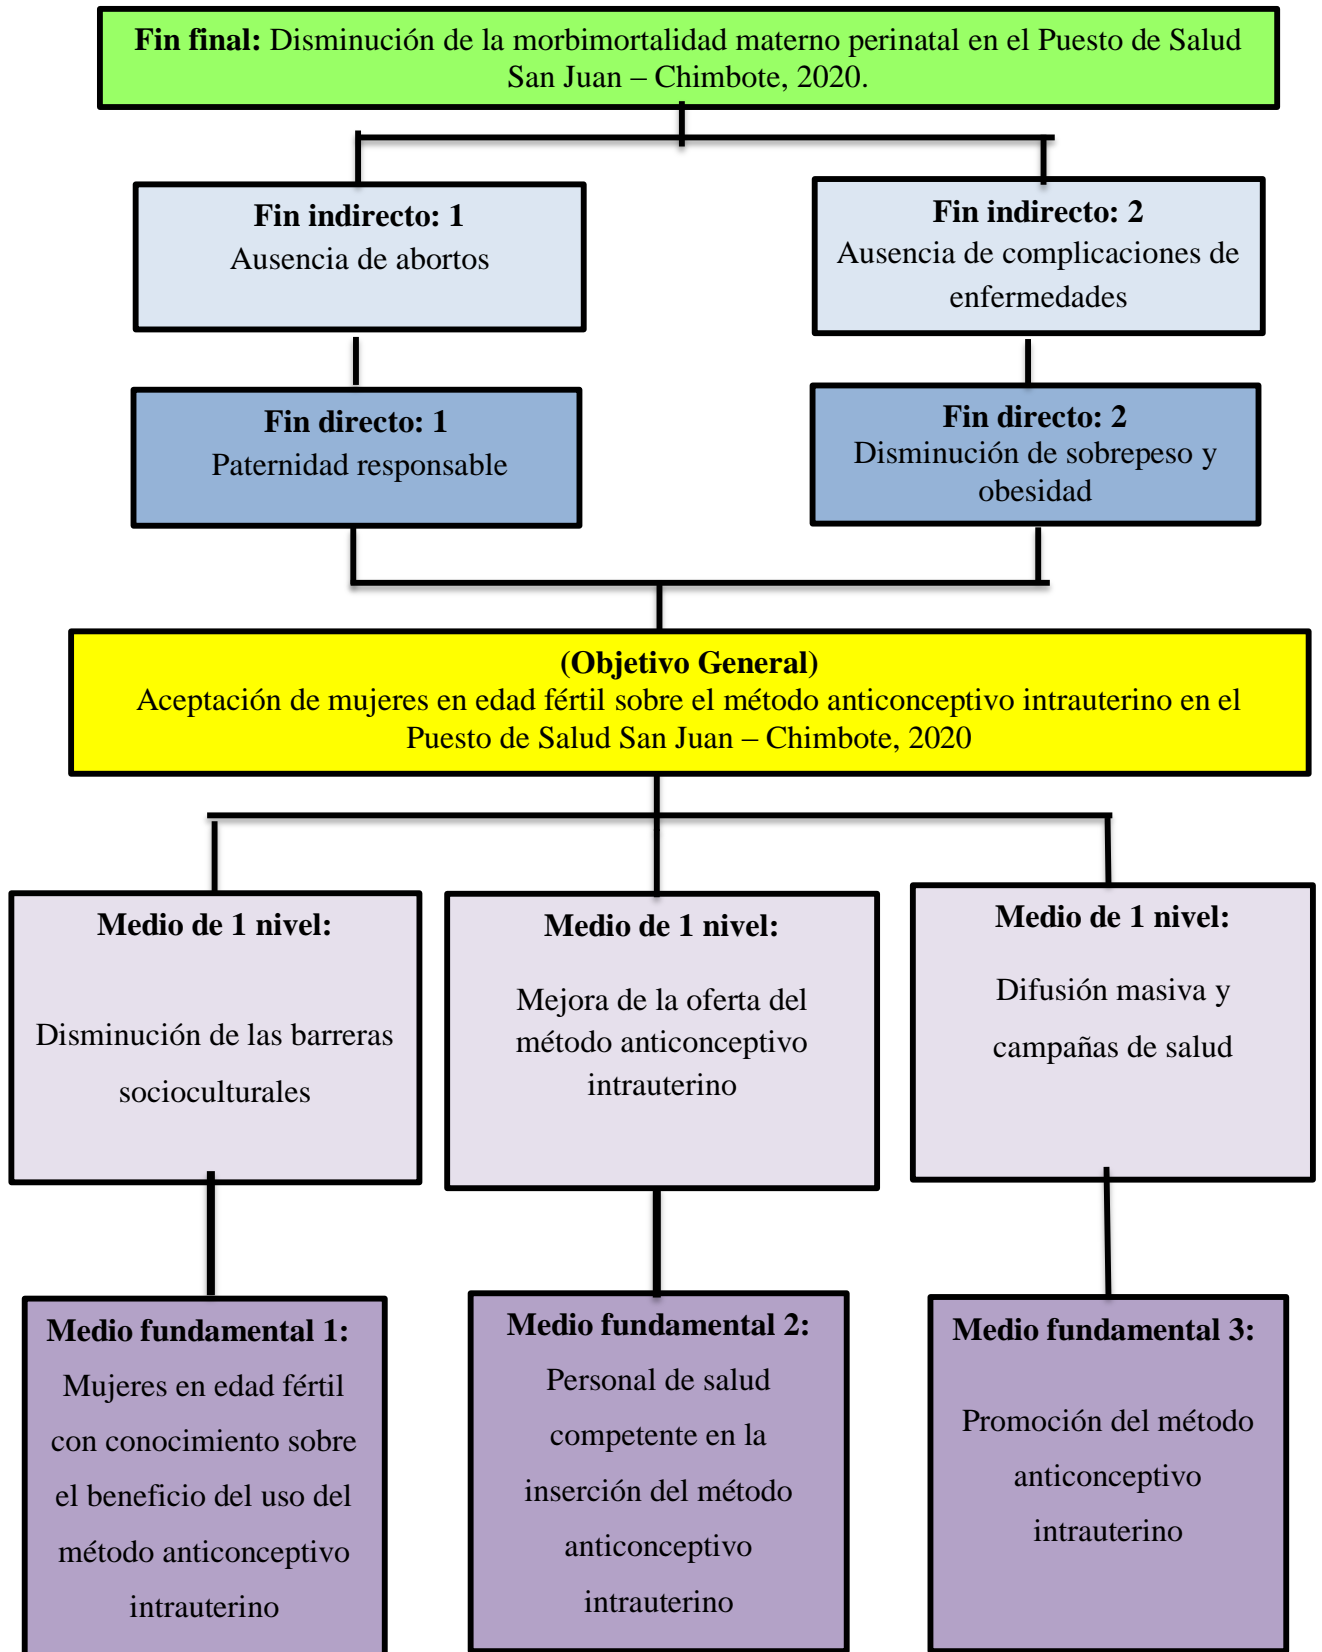 Fin final: Disminución de la morbimortalidad materno perinatal en el Puesto de Salud
San Juan – Chimbote, 2020.
Fin indirecto: 1
Ausencia de abortos
Fin indirecto: 2
Ausencia de complicaciones de
enfermedades
Fin directo: 1
Paternidad responsable
Fin directo: 2
Disminución de sobrepeso y
obesidad
(Objetivo General)
Aceptación de mujeres en edad fértil sobre el método anticonceptivo intrauterino en el
Puesto de Salud San Juan – Chimbote, 2020
Medio de 1 nivel:
Disminución de las barreras
socioculturales
Medio de 1 nivel:
Mejora de la oferta del
método anticonceptivo
intrauterino
Medio de 1 nivel:
Difusión masiva y
campañas de salud
Medio fundamental 1:
Mujeres en edad fértil
con conocimiento sobre
el beneficio del uso del
método anticonceptivo
intrauterino
Medio fundamental 2:
Personal de salud
competente en la
inserción del método
anticonceptivo
intrauterino
Medio fundamental 3:
Promoción del método
anticonceptivo
intrauterino